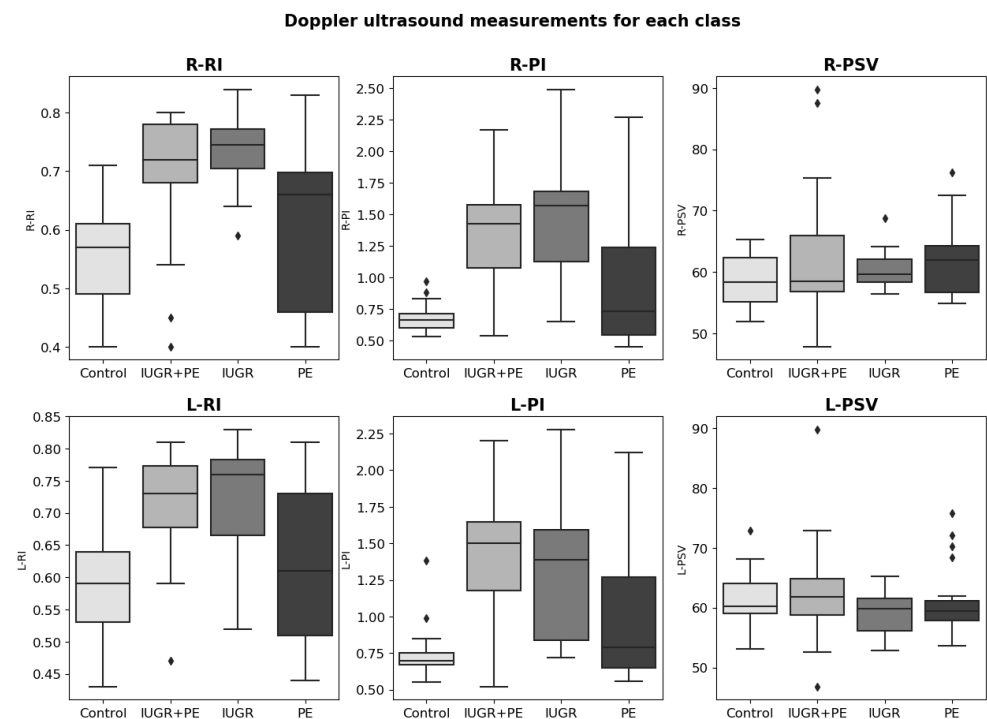 Doppler ultrasound measurements for each class
R-RI
R-PI
R-PSV
R-RI
0.8
0.7
0.6
0.5
0.4
R-PI
2.50
2.25
2.00
1.75
1.50
1.25
1.00
0.75
0.50
R-PSV
90
80
70
60
50
Control IUGR+PE IUGR PE
Control IUGR+PE IUGR PE
Control IUGR+PE IUGR PE
L-RI
L-PI
L-PSV
L-RI
0.85
0.80
0.75
0.70
0.65
0.60
0.55
0.50
0.45
L-PI
2.25
2.00
1.75
1.50
1.25
1.00
0.75
0.50
L-PSV
90
80
70
60
50
Control IUGR+PE IUGR PE
Control IUGR+PE IUGR PE
Control IUGR+PE IUGR PE